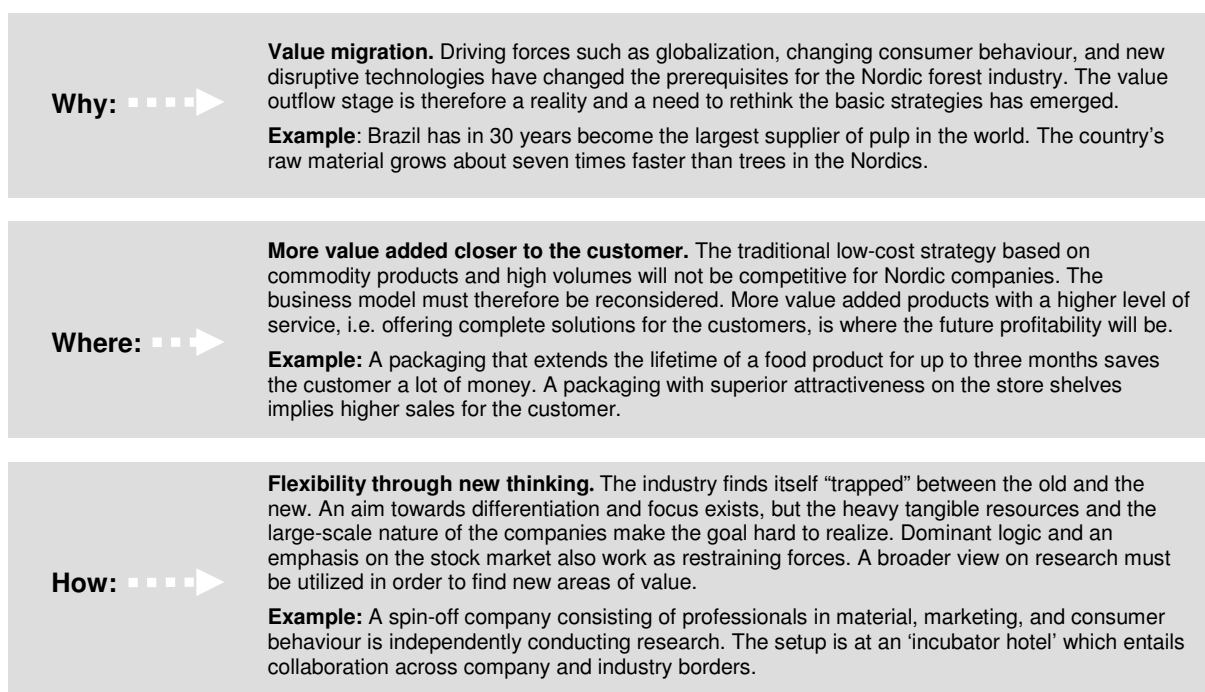 Why:
Value migration. Driving forces such as globalization, changing consumer behaviour, and new
disruptive technologies have changed the prerequisites for the Nordic forest industry. The value
outflow stage is therefore a reality and a need to rethink the basic strategies has emerged.
Example: Brazil has in 30 years become the largest supplier of pulp in the world. The country's
raw material grows about seven times faster than trees in the Nordics.
Where:
More value added closer to the customer. The traditional low-cost strategy based on
commodity products and high volumes will not be competitive for Nordic companies. The
business model must therefore be reconsidered. More value added products with a higher level of
service, i.e. offering complete solutions for the customers, is where the future profitability will be.
Example: A packaging that extends the lifetime of a food product for up to three months saves
the customer a lot of money. A packaging with superior attractiveness on the store shelves
implies higher sales for the customer.
How:
Flexibility through new thinking. The industry finds itself “trapped” between the old and the
new. An aim towards differentiation and focus exists, but the heavy tangible resources and the
large-scale nature of the companies make the goal hard to realize. Dominant logic and an
emphasis on the stock market also work as restraining forces. A broader view on research must
be utilized in order to find new areas of value.
Example: A spin-off company consisting of professionals in material, marketing, and consumer
behaviour is independently conducting research. The setup is at an ‘incubator hotel’ which entails
collaboration across company and industry borders.